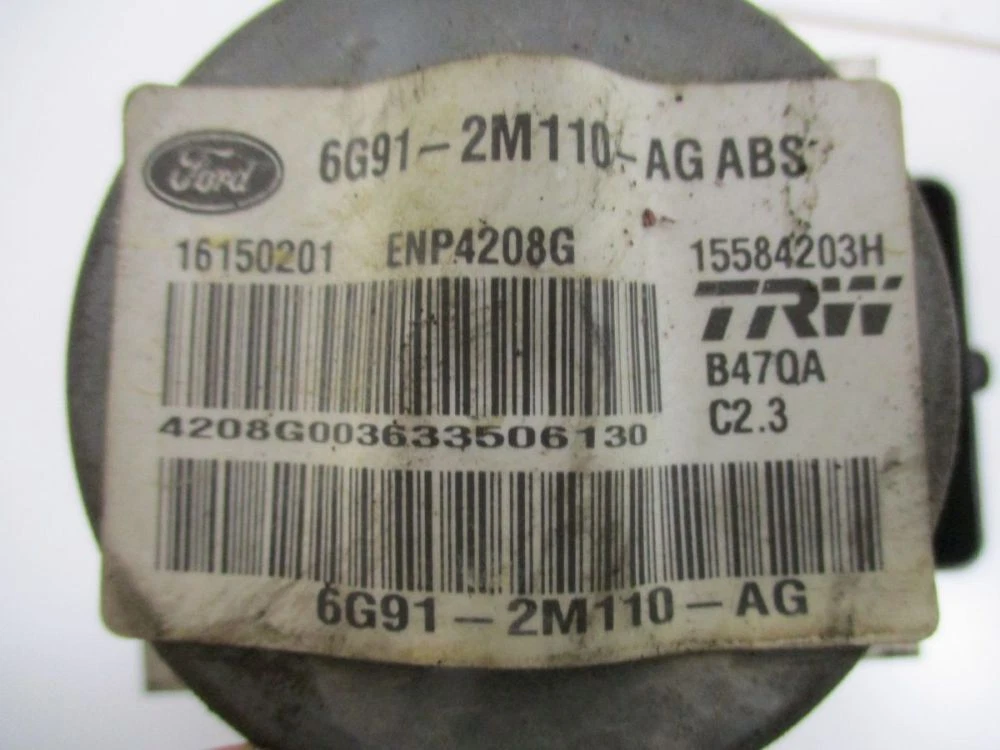 Ford 6G91-2M110-AG ABS
16150201 ENP4208G 15584203H
TRW
B47QA
C2.3
4208G003633506130
6G91-2M110-AG